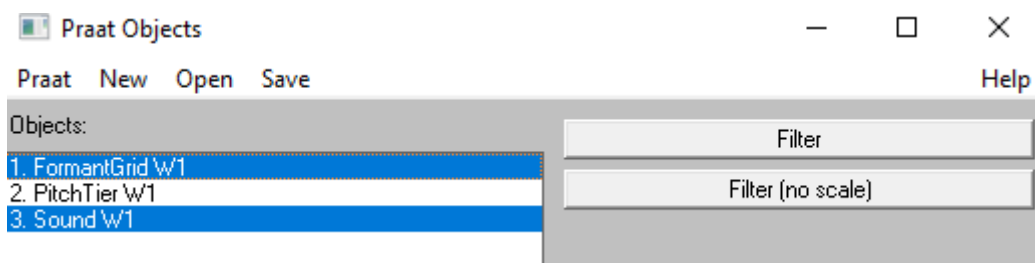 Praat Objects
Praat New Open Save Help
Objects:
Filter
1. FormantGrid W1
2. PitchTier W1
Filter (no scale)
3. Sound W1